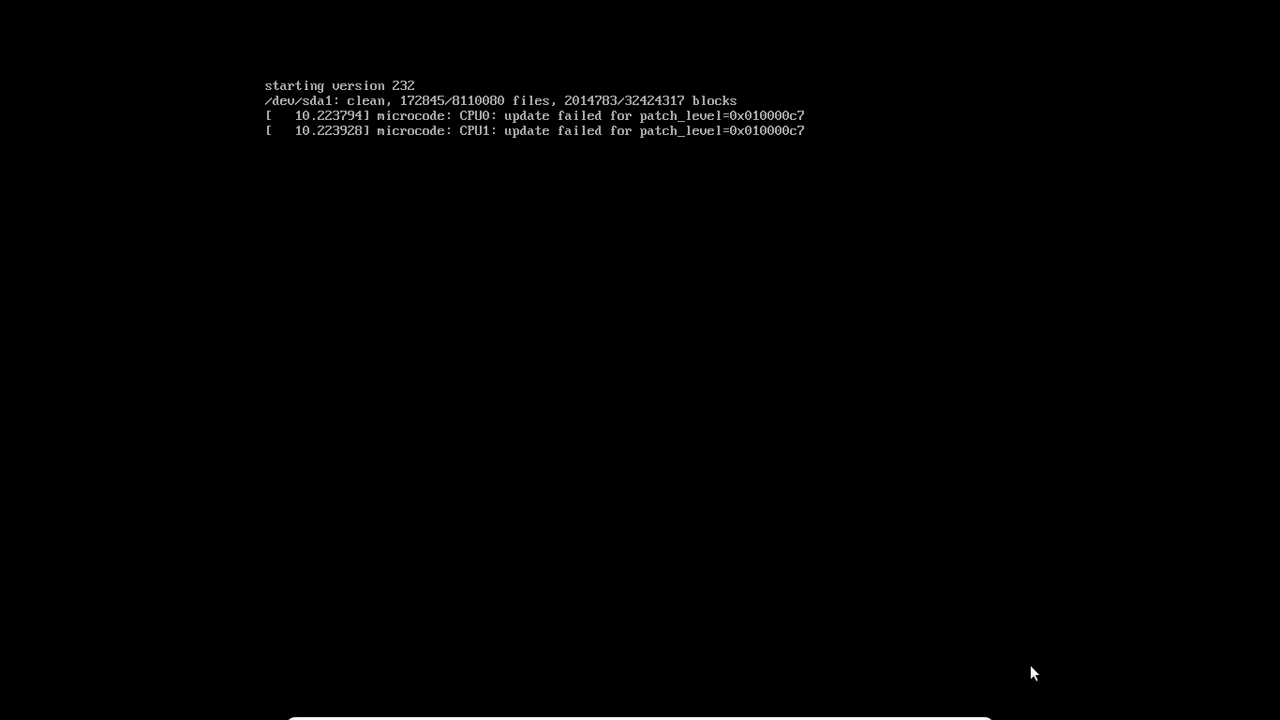 starting version 232
/dev/sda1: clean, 172845/8110080 files, 2014783/32424317 blocks
[   10.223794] microcode: CPU0: update failed for patch_level=0x010000c7
[   10.223928] microcode: CPU1: update failed for patch_level=0x010000c7